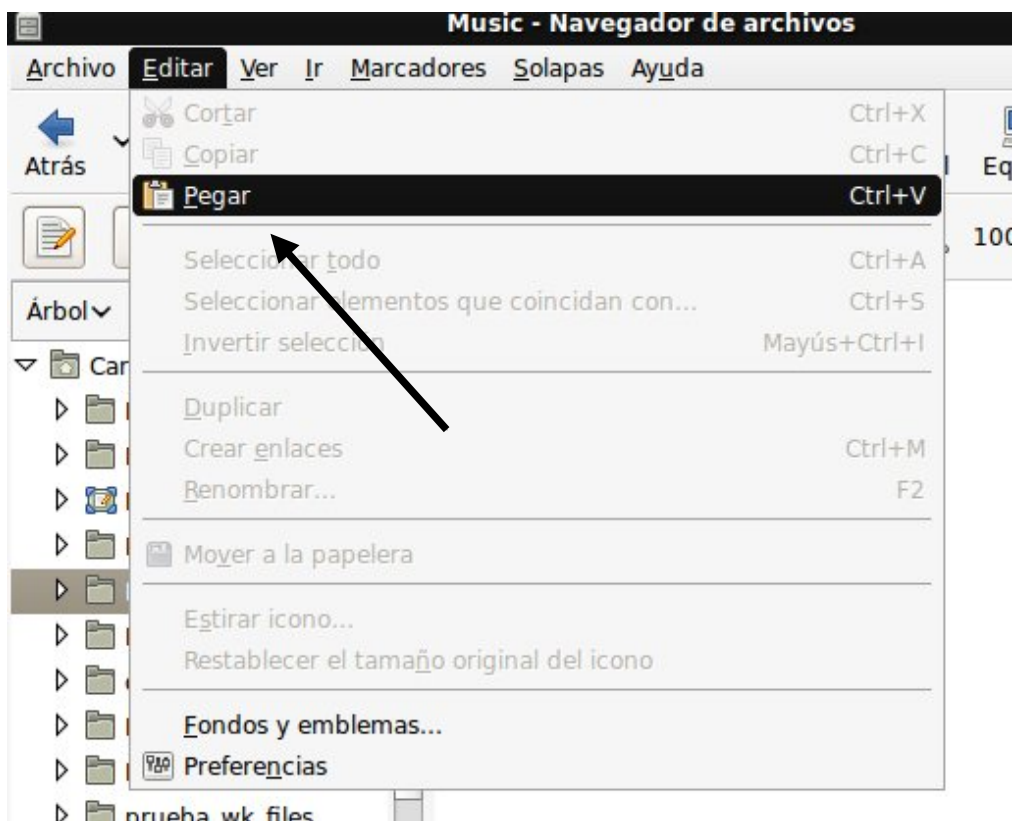 Music - Navegador de archivos
Archivo Editar Ver Ir Marcadores Solapas Ayuda
Cortar Ctrl+X
Copiar Ctrl+C
Atrás
Pegar Ctrl+V
100
Seleccionar todo Ctrl+A
Seleccionar elementos que coincidan con... Ctrl+S
Árbol
Invertir selección Mayús+Ctrl+I
Car
Duplicar
Crear enlaces Ctrl+M
Renombrar... F2
Mover a la papelera
Estirar icono...
Restablecer el tamaño original del icono
Fondos y emblemas...
Preferencias
prueba_wk_files